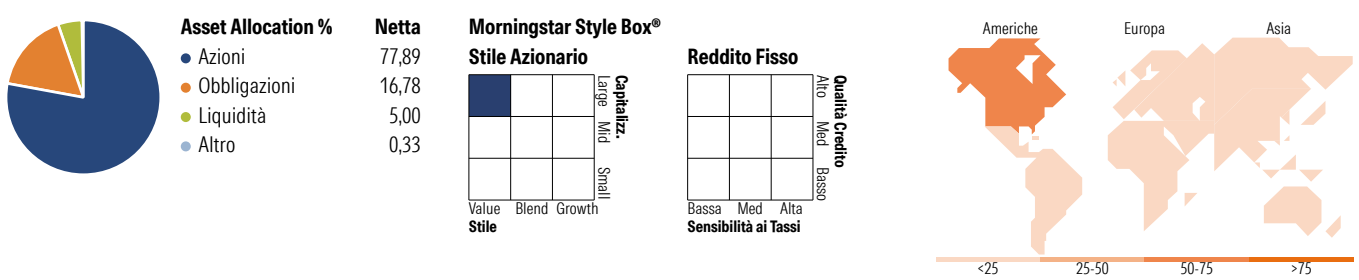 Asset Allocation % Netta
Azioni 77,89
Obbligazioni 16,78
Liquidità 5,00
Altro 0,33
Morningstar Style Box®
Stile Azionario
Large Mid Small
Capitalizz.
Value Blend Growth
Stile
Reddito Fisso
Alto Med Basso
Qualità Credito
Bassa Med Alta
Sensibilità ai Tassi
Americhe Europa Asia
<25 25-50 50-75 >75